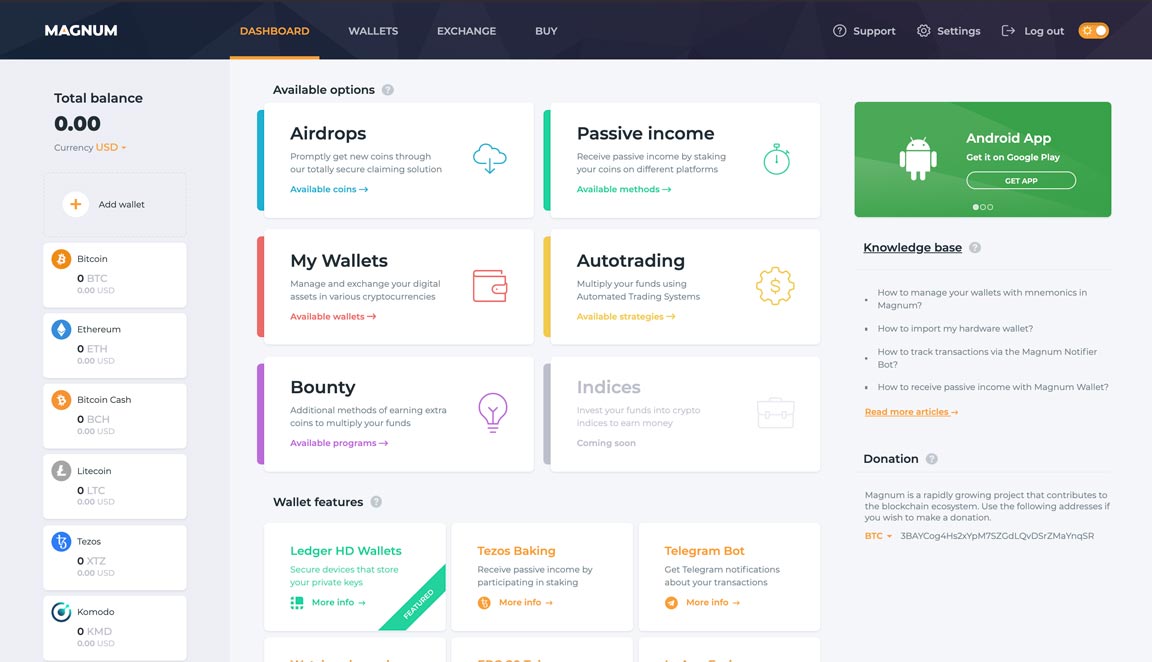 MAGNUM
DASHBOARD
WALLETS
EXCHANGE
BUY
Support
Settings
Log out
Total balance
0.00
Currency USD
Add wallet
Bitcoin
0 BTC
0.00 USD
Ethereum
0 ETH
0.00 USD
Bitcoin Cash
0 BCH
0.00 USD
Litecoin
0 LTC
0.00 USD
Tezos
0 XTZ
0.00 USD
Komodo
0 KMD
0.00 USD
Available options ?
Airdrops
Promptly get new coins through
our totally secure claiming solution
Available coins →
Passive income
Receive passive income by staking
your coins on different platforms
Available methods →
My Wallets
Manage and exchange your digital
assets in various cryptocurrencies
Available wallets →
Autotrading
Multiply your funds using
Automated Trading Systems
Available strategies →
Bounty
Additional methods of earning extra
coins to multiply your funds
Available programs →
Indices
Invest your funds into crypto
indices to earn money
Coming soon
Wallet features ?
Ledger HD Wallets
Secure devices that store
your private keys
More info →
FEATURED
Tezos Baking
Receive passive income by
participating in staking
More info →
Telegram Bot
Get Telegram notifications
about your transactions
More info →
Android App
Get it on Google Play
GET APP
Knowledge base ?
How to manage your wallets with mnemonics in
Magnum?
How to import my hardware wallet?
How to track transactions via the Magnum Notifier
Bot?
How to receive passive income with Magnum Wallet?
Read more articles →
Donation ?
Magnum is a rapidly growing project that contributes to
the blockchain ecosystem. Use the following addresses if
you wish to make a donation.
BTC 3BAYCog4Hs2xYpM7SZGdLQvDSrZMaYnqSR